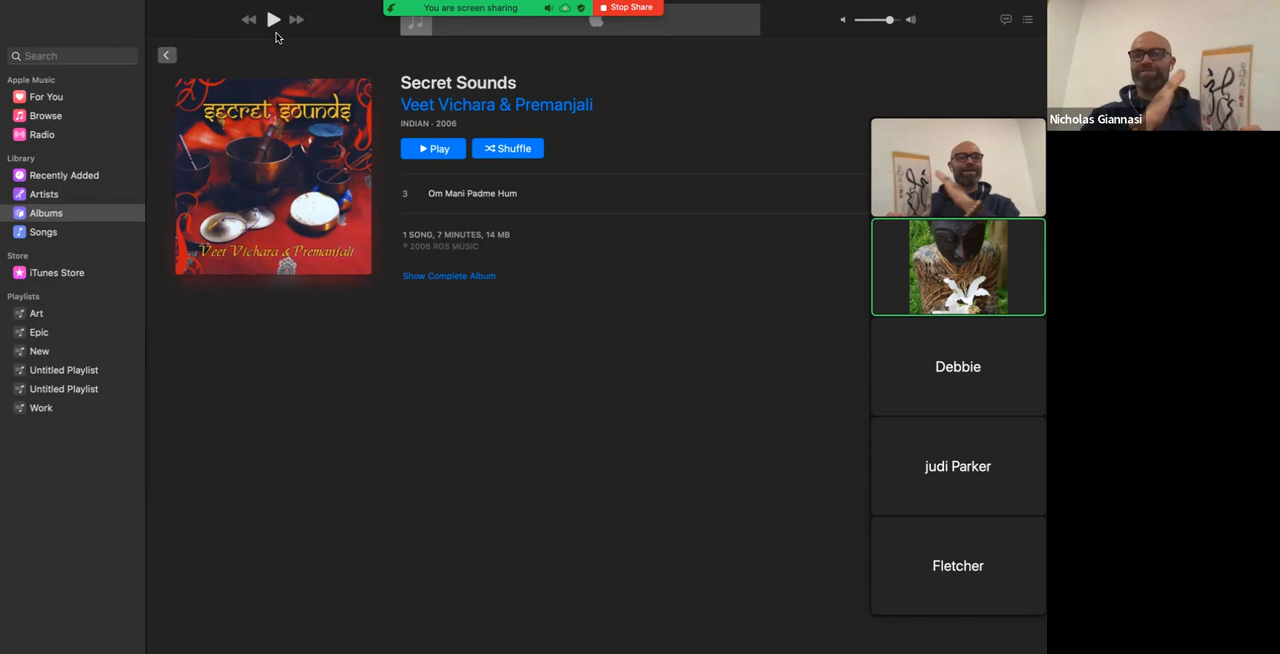 You are screen sharing
Stop Share
Search
Apple Music
For You
Browse
Radio
Library
Recently Added
Artists
Albums
Songs
Store
iTunes Store
Playlists
Art
Epic
New
Untitled Playlist
Untitled Playlist
Work
secret sounds
Veet Vichara & Premanjali
Secret Sounds
Veet Vichara & Premanjali
INDIAN · 2006
Play
Shuffle
3 Om Mani Padme Hum
1 SONG, 7 MINUTES, 14 MB
℗ 2006 RGS MUSIC
Show Complete Album
Nicholas Giannasi
Debbie
judi Parker
Fletcher